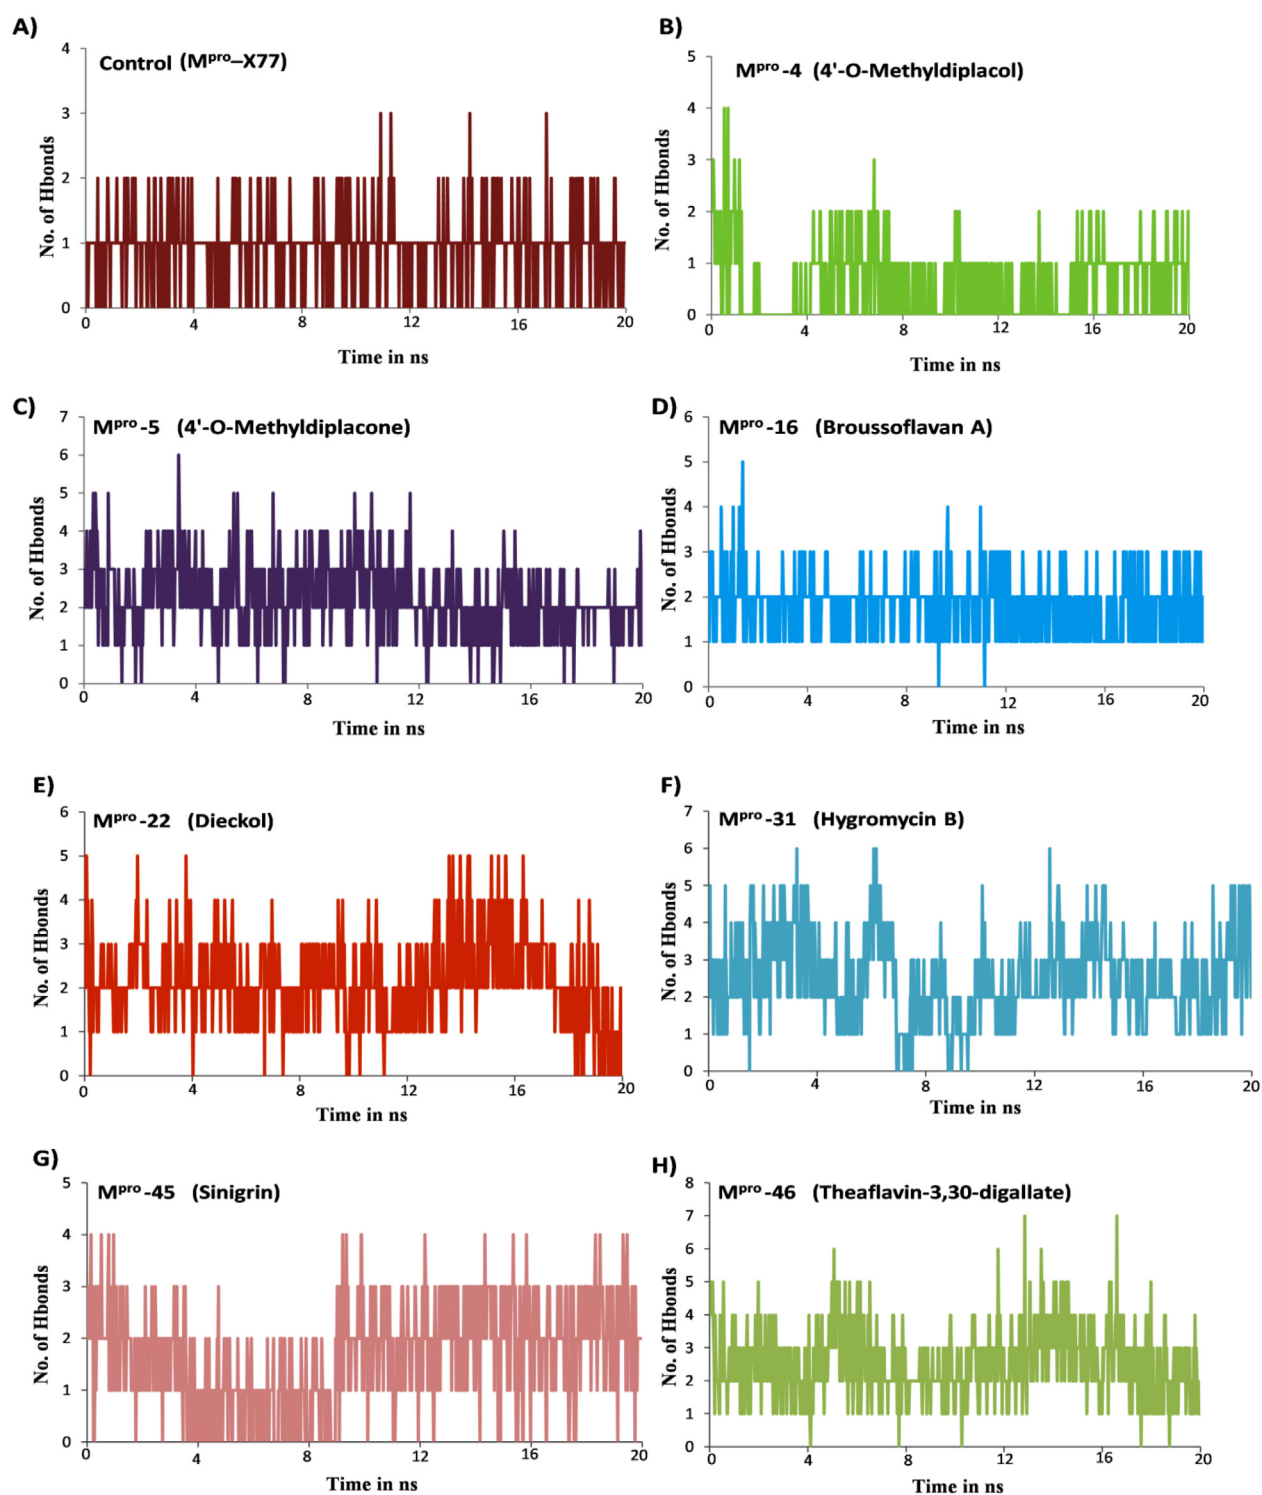 A)
Control (Mᵖʳᵒ–X77)
No. of Hbonds
4
3
2
1
0
0 4 8 12 16 20
Time in ns
B)
Mᵖʳᵒ-4 (4'-O-Methyldiplacol)
No. of Hbonds
5
4
3
2
1
0
0 4 8 12 16 20
Time in ns
C)
Mᵖʳᵒ-5 (4'-O-Methyldiplacone)
No. of Hbonds
7
6
5
4
3
2
1
0
0 4 8 12 16 20
Time in ns
D)
Mᵖʳᵒ-16 (Broussoflavan A)
No. of Hbonds
6
5
4
3
2
1
0
0 4 8 12 16 20
Time in ns
E)
Mᵖʳᵒ-22 (Dieckol)
No. of Hbonds
6
5
4
3
2
1
0
0 4 8 12 16 20
Time in ns
F)
Mᵖʳᵒ-31 (Hygromycin B)
No. of Hbonds
7
6
5
4
3
2
1
0
0 4 8 12 16 20
Time in ns
G)
Mᵖʳᵒ-45 (Sinigrin)
No. of Hbonds
5
4
3
2
1
0
0 4 8 12 16 20
Time in ns
H)
Mᵖʳᵒ-46 (Theaflavin-3,30-digallate)
No. of Hbonds
8
7
6
5
4
3
2
1
0
0 4 8 12 16 20
Time in ns